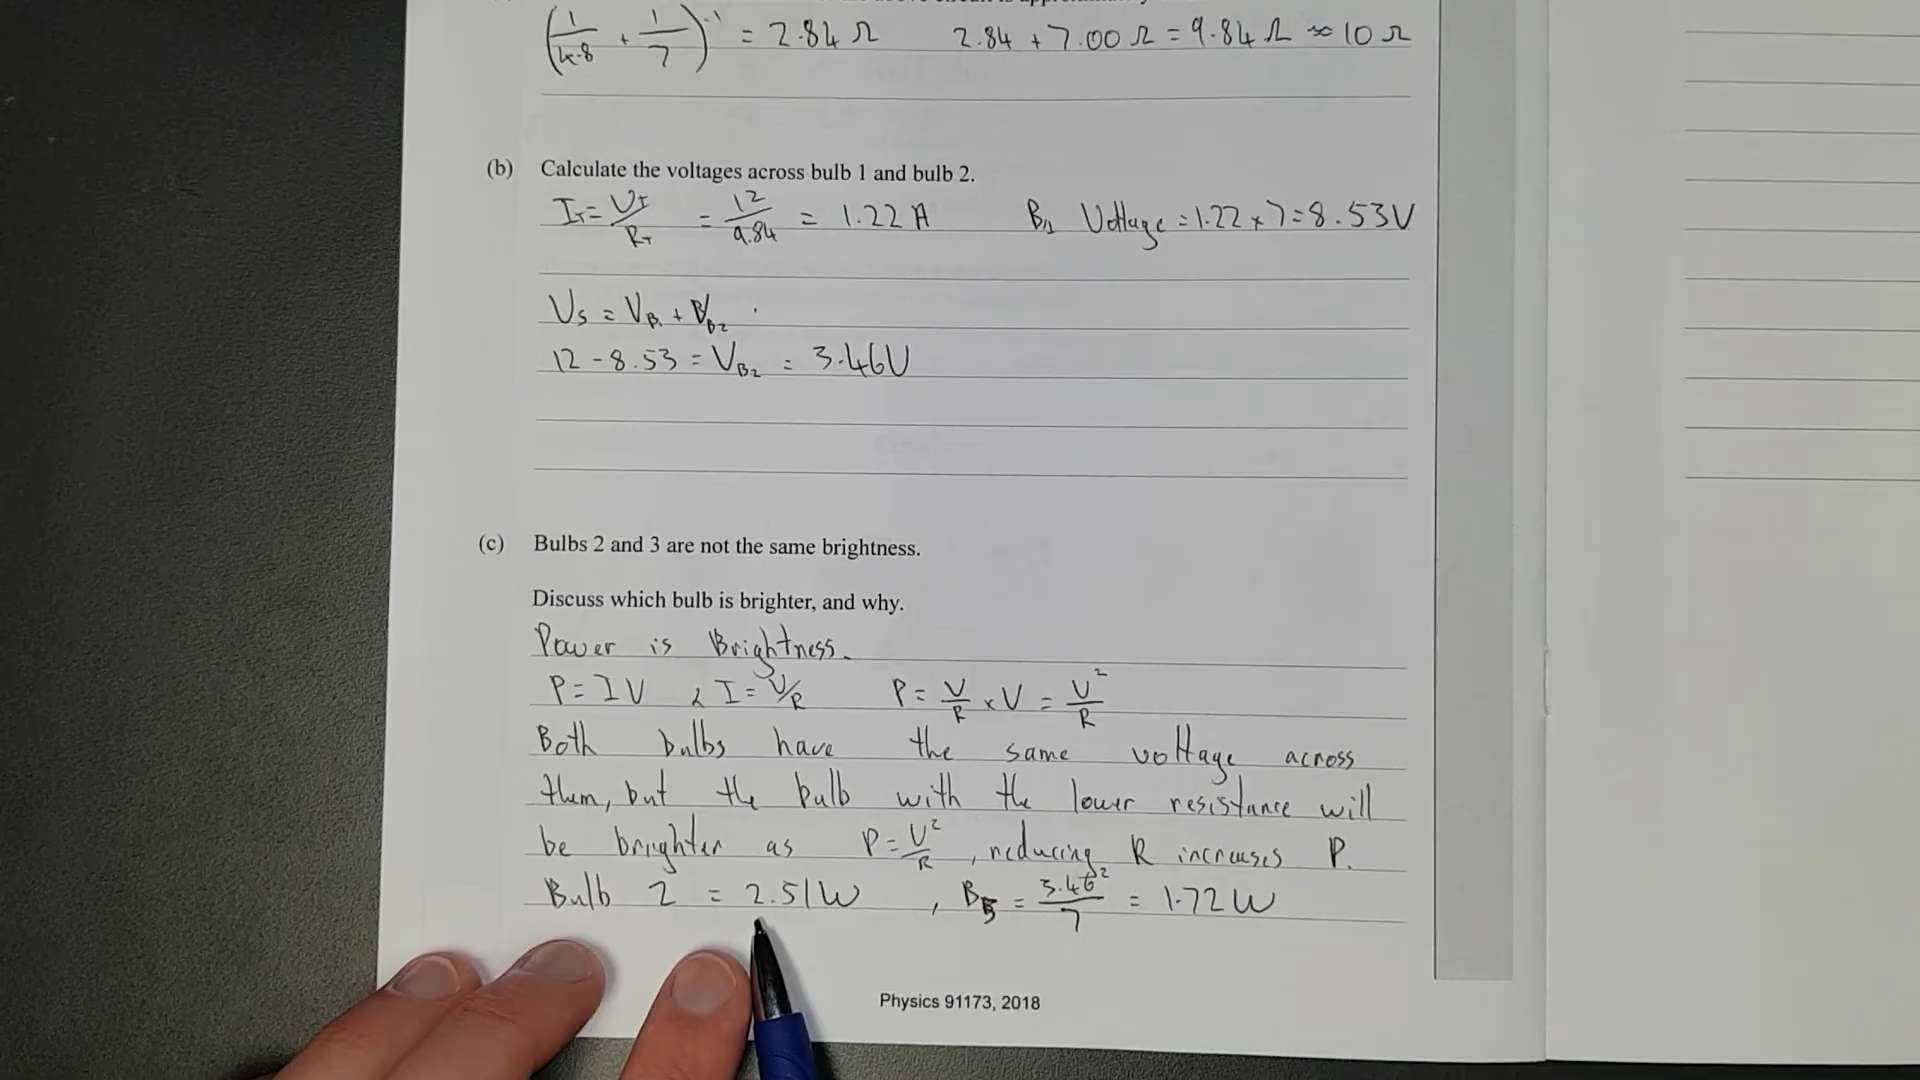 (1/4.8 + 1/7)⁻¹ = 2.84 Ω 2.84 + 7.00 Ω = 9.84 Ω ≈ 10 Ω
(b) Calculate the voltages across bulb 1 and bulb 2.
I_T = V_T/R_T = 12/9.84 = 1.22 A B₁ Voltage = 1.22 × 7 = 8.53V
V_S = V_B₁ + V_B₂
12 - 8.53 = V_B₂ = 3.46V
(c) Bulbs 2 and 3 are not the same brightness.
Discuss which bulb is brighter, and why.
Power is Brightness.
P = IV & I = V/R P = V/R × V = V²/R
Both bulbs have the same voltage across
them, but the bulb with the lower resistance will
be brighter as P = V²/R, reducing R increases P.
Bulb 2 = 2.51W , B₃ = 3.46²/7 = 1.72W
Physics 91173, 2018